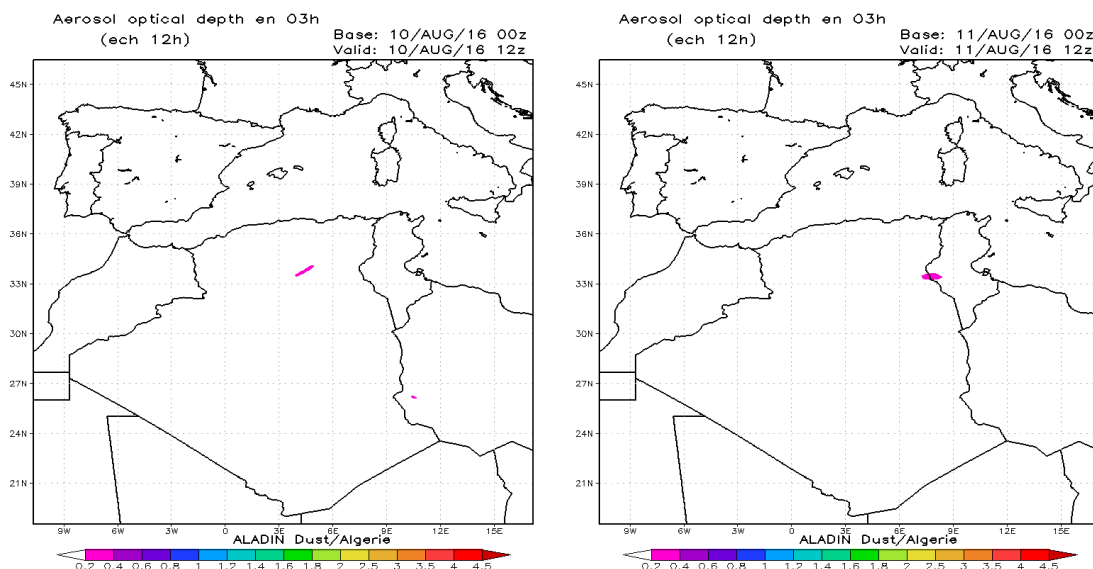 Aerosol optical depth en 03h
(ech 12h)
Base: 10/AUG/16 00z
Valid: 10/AUG/16 12z
45N
42N
39N
36N
33N
30N
27N
24N
21N
9W 6W 3W 0 3E 6E 9E 12E 15E
ALADIN Dust/Algerie
0.2 0.4 0.6 0.8 1 1.2 1.4 1.6 1.8 2 2.5 3 3.5 4 4.5
Aerosol optical depth en 03h
(ech 12h)
Base: 11/AUG/16 00z
Valid: 11/AUG/16 12z
45N
42N
39N
36N
33N
30N
27N
24N
21N
9W 6W 3W 0 3E 6E 9E 12E 15E
ALADIN Dust/Algerie
0.2 0.4 0.6 0.8 1 1.2 1.4 1.6 1.8 2 2.5 3 3.5 4 4.5